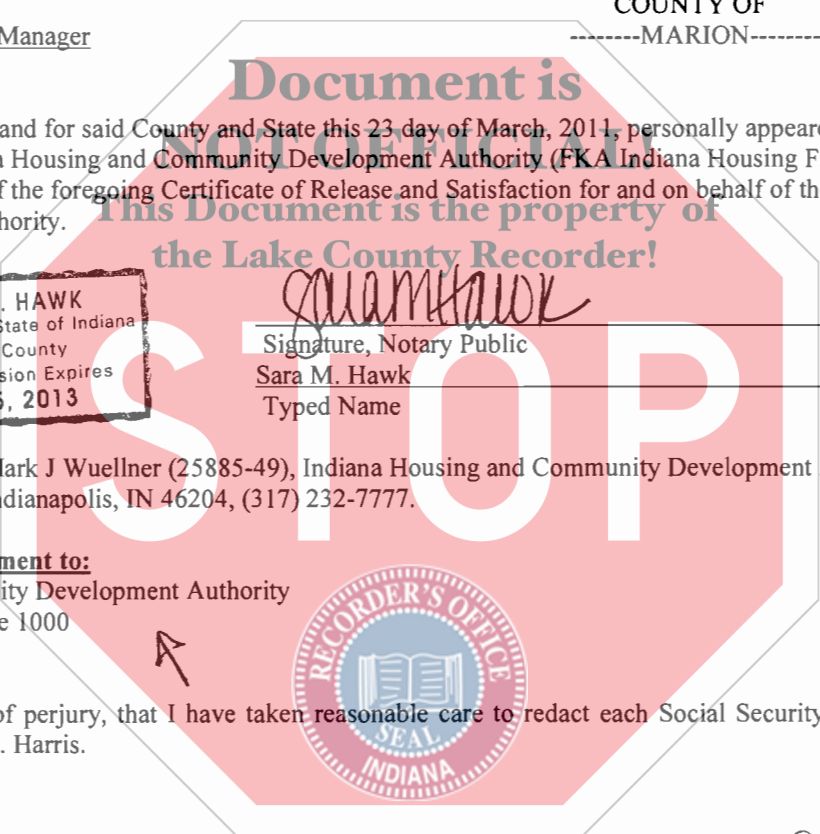 COUNTY OF
Manager
--------MARION--------
Document is
NOT OFFICIAL!
and for said County and State this 23 day of March, 2011, personally appeare
a Housing and Community Development Authority (FKA Indiana Housing F
f the foregoing Certificate of Release and Satisfaction for and on behalf of th
hority.
This Document is the property of
the Lake County Recorder!
. HAWK
State of Indiana
County
sion Expires
5, 2013
Sara M Hawk
Signature, Notary Public
Sara M. Hawk
Typed Name
STOP
Mark J Wuellner (25885-49), Indiana Housing and Community Development
ndianapolis, IN 46204, (317) 232-7777.
ment to:
ity Development Authority
e 1000
RECORDER'S OFFICE
SEAL
INDIANA
of perjury, that I have taken reasonable care to redact each Social Security
. Harris.